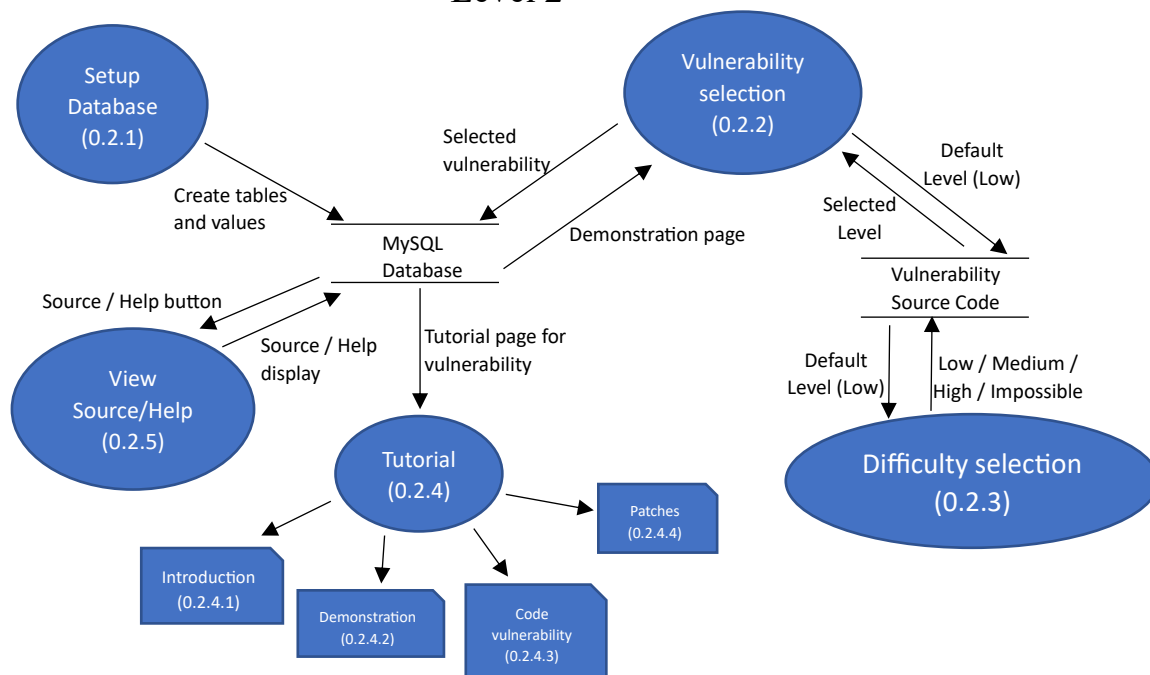 Level 2
Setup
Database
(0.2.1)
Vulnerability
selection
(0.2.2)
Selected
vulnerability
Default
Level (Low)
Create tables
and values
Selected
Level
MySQL
Database
Demonstration page
Vulnerability
Source Code
Source / Help button
Source / Help
display
Tutorial page for
vulnerability
Default
Level (Low)
Low / Medium /
High / Impossible
View
Source/Help
(0.2.5)
Tutorial
(0.2.4)
Difficulty selection
(0.2.3)
Patches
(0.2.4.4)
Introduction
(0.2.4.1)
Demonstration
(0.2.4.2)
Code
vulnerability
(0.2.4.3)